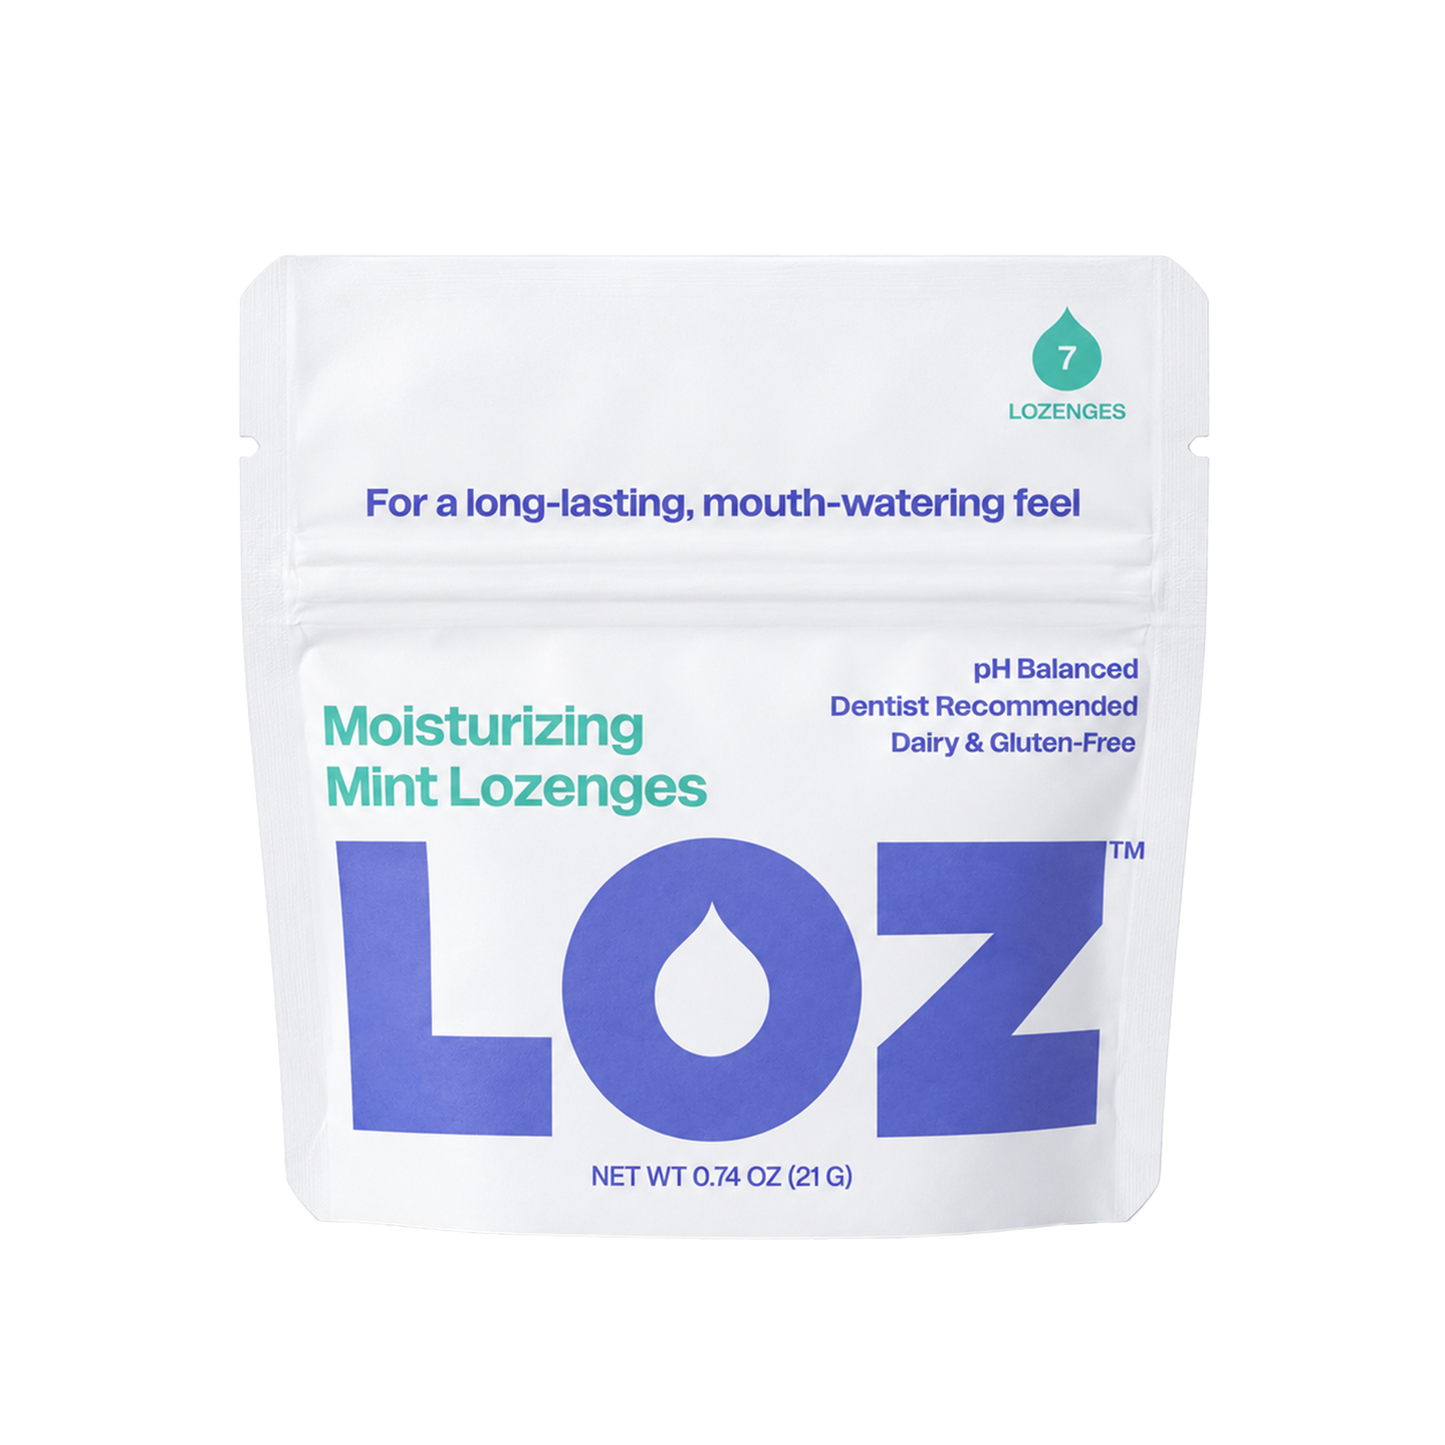 7
LOZENGES
For a long-lasting, mouth-watering feel
pH Balanced
Dentist Recommended
Dairy & Gluten-Free
Moisturizing
Mint Lozenges
LOZ™
NET WT 0.74 OZ (21 G)